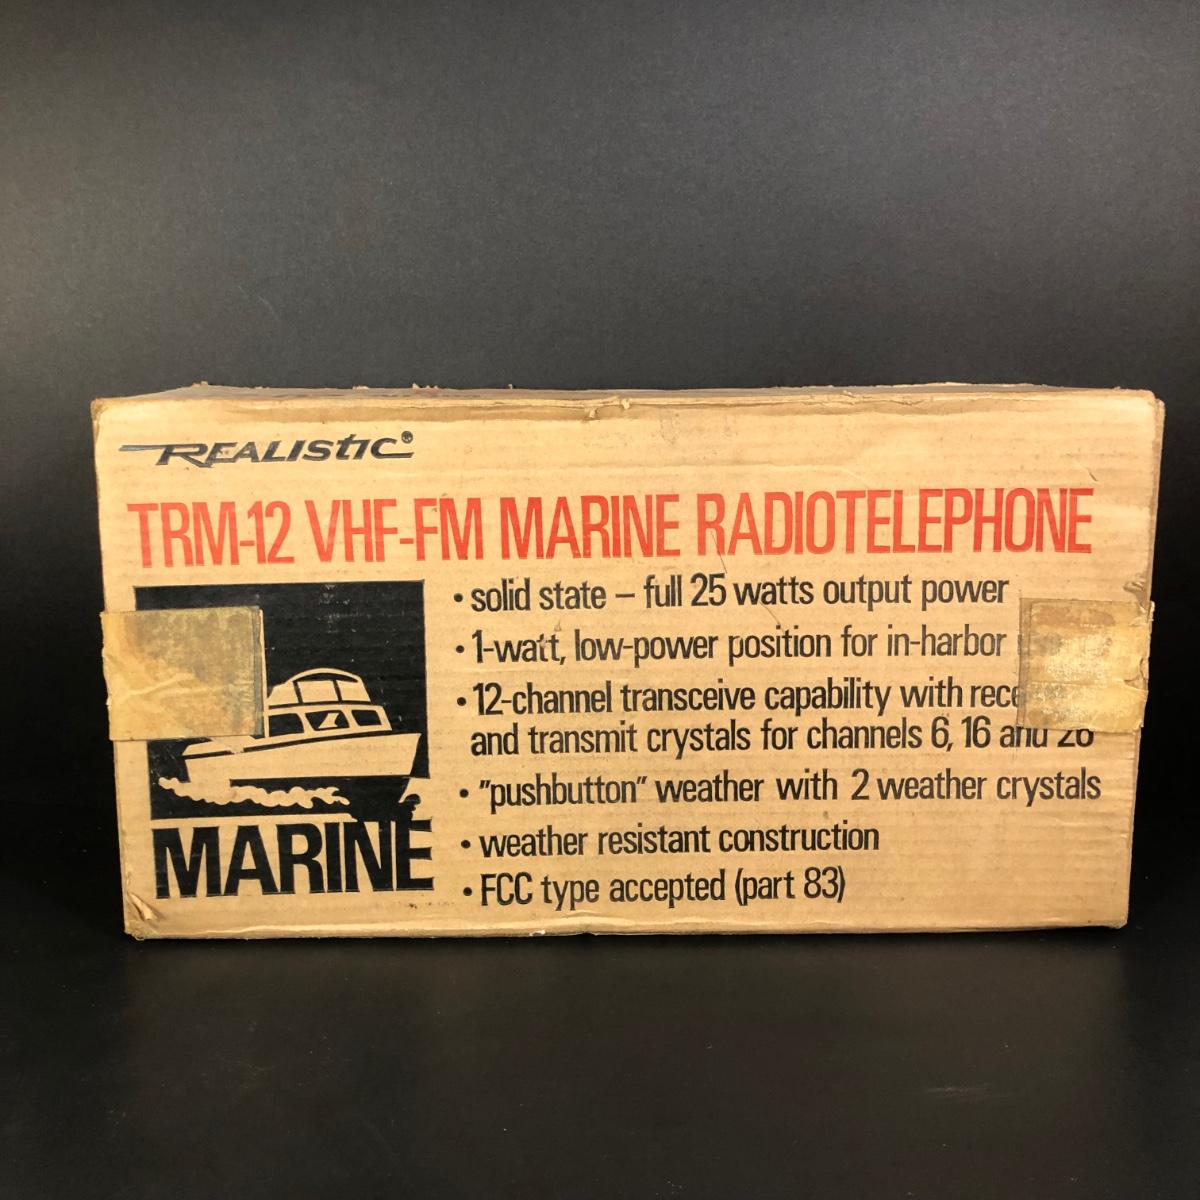 REALISTIC®
TRM-12 VHF-FM MARINE RADIOTELEPHONE
• solid state – full 25 watts output power
• 1-watt, low-power position for in-harbor
• 12-channel transceive capability with
and transmit crystals for channels 6, 16 and 26
• "pushbutton" weather with 2 weather crystals
• weather resistant construction
• FCC type accepted (part 83)
MARINE